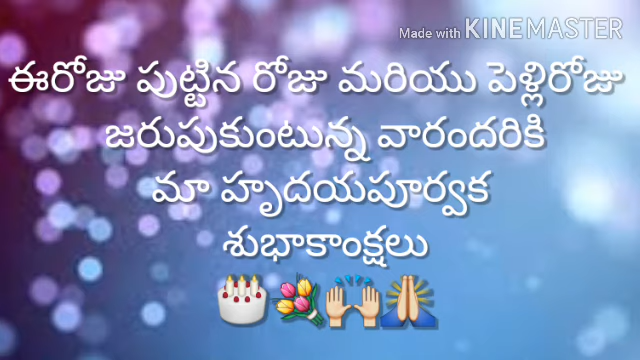 Made with KINEMASTER
ఈరోజు పుట్టిన రోజు మరియు పెళ్లిరోజు
జరుపుకుంటున్న వారందరికి
మా హృదయపూర్వక
శుభాకాంక్షలు
🎂💐🙌🙏